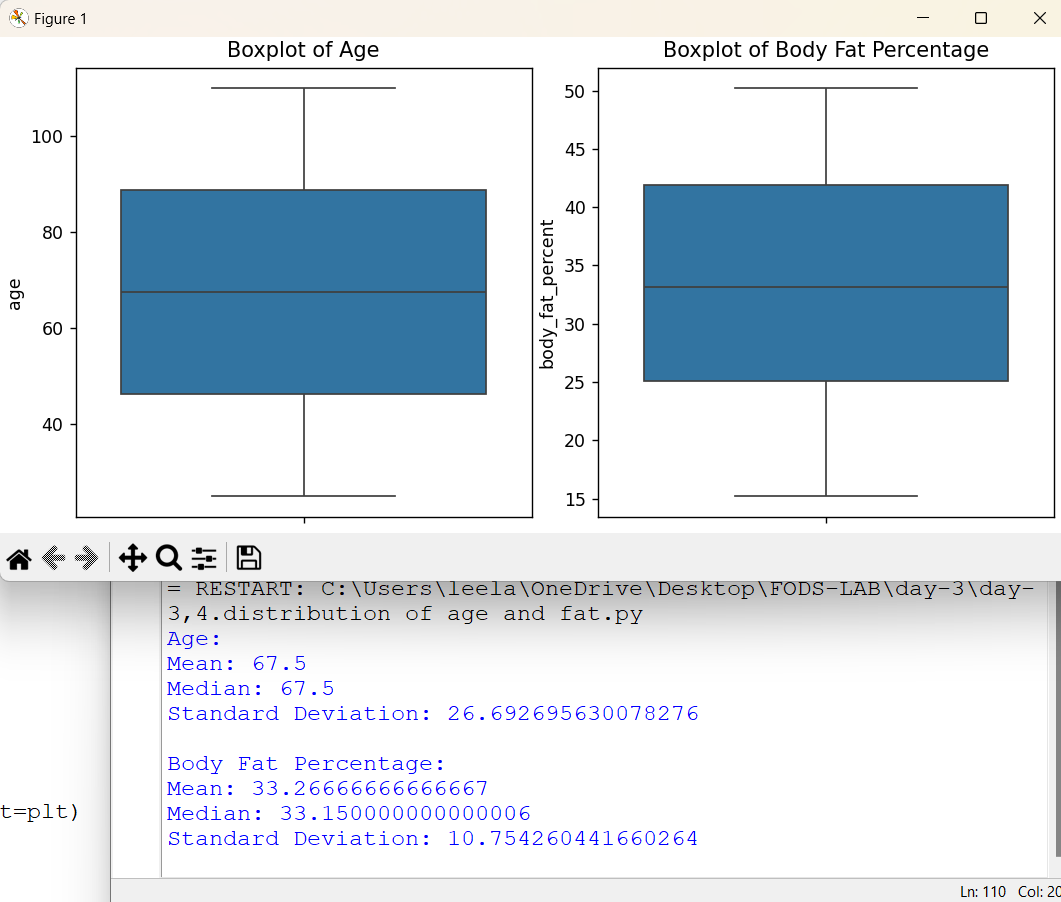 Figure 1
Boxplot of Age
Boxplot of Body Fat Percentage
100
80
60
40
age
50
45
40
35
30
25
20
15
body_fat_percent
= RESTART: C:\Users\leela\OneDrive\Desktop\FODS-LAB\day-3\day-
3,4.distribution of age and fat.py
Age:
Mean: 67.5
Median: 67.5
Standard Deviation: 26.692695630078276
Body Fat Percentage:
Mean: 33.26666666666667
Median: 33.150000000000006
Standard Deviation: 10.754260441660264
t=plt)
Ln: 110 Col: 20